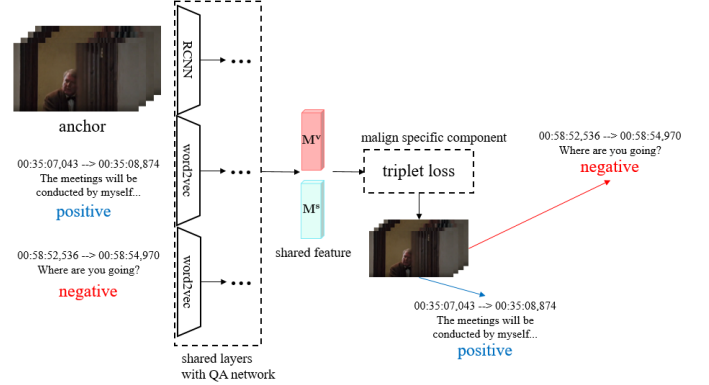 RCNN
• • •
anchor
00:35:07,043 --> 00:35:08,874
The meetings will be
conducted by myself...
positive
word2vec
• • •
00:58:52,536 --> 00:58:54,970
Where are you going?
negative
word2vec
• • •
shared layers
with QA network
Mᵛ
Mˢ
shared feature
malign specific component
triplet loss
00:58:52,536 --> 00:58:54,970
Where are you going?
negative
00:35:07,043 --> 00:35:08,874
The meetings will be
conducted by myself...
positive